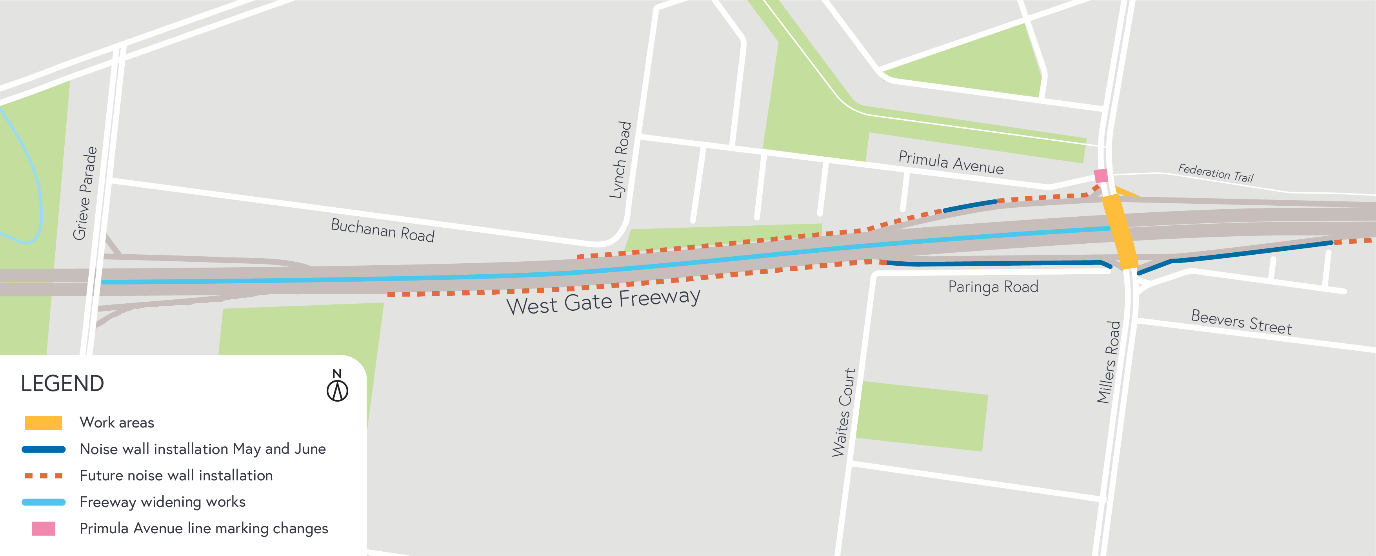 Federation Trail
Primula Avenue
Lynch Road
Grieve Parade
Buchanan Road
West Gate Freeway
Paringa Road
Beevers Street
Millers Road
Waites Court
LEGEND
N
Work areas
Noise wall installation May and June
Future noise wall installation
Freeway widening works
Primula Avenue line marking changes